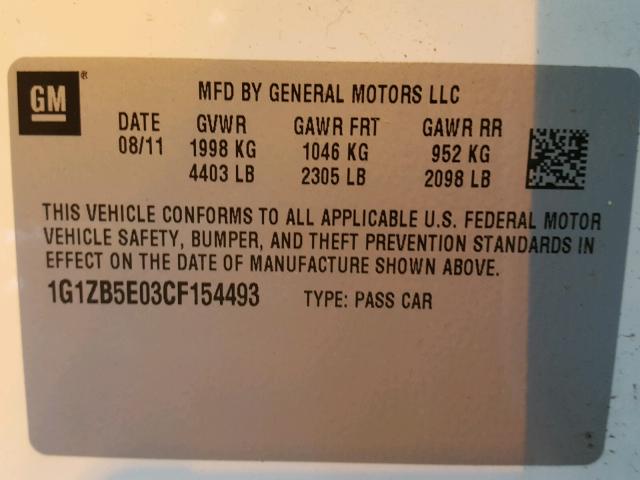 GM ®
MFD BY GENERAL MOTORS LLC
DATE GVWR GAWR FRT GAWR RR
08/11 1998 KG 1046 KG 952 KG
4403 LB 2305 LB 2098 LB
THIS VEHICLE CONFORMS TO ALL APPLICABLE U.S. FEDERAL MOTOR
VEHICLE SAFETY, BUMPER, AND THEFT PREVENTION STANDARDS IN
EFFECT ON THE DATE OF MANUFACTURE SHOWN ABOVE.
1G1ZB5E03CF154493 TYPE: PASS CAR